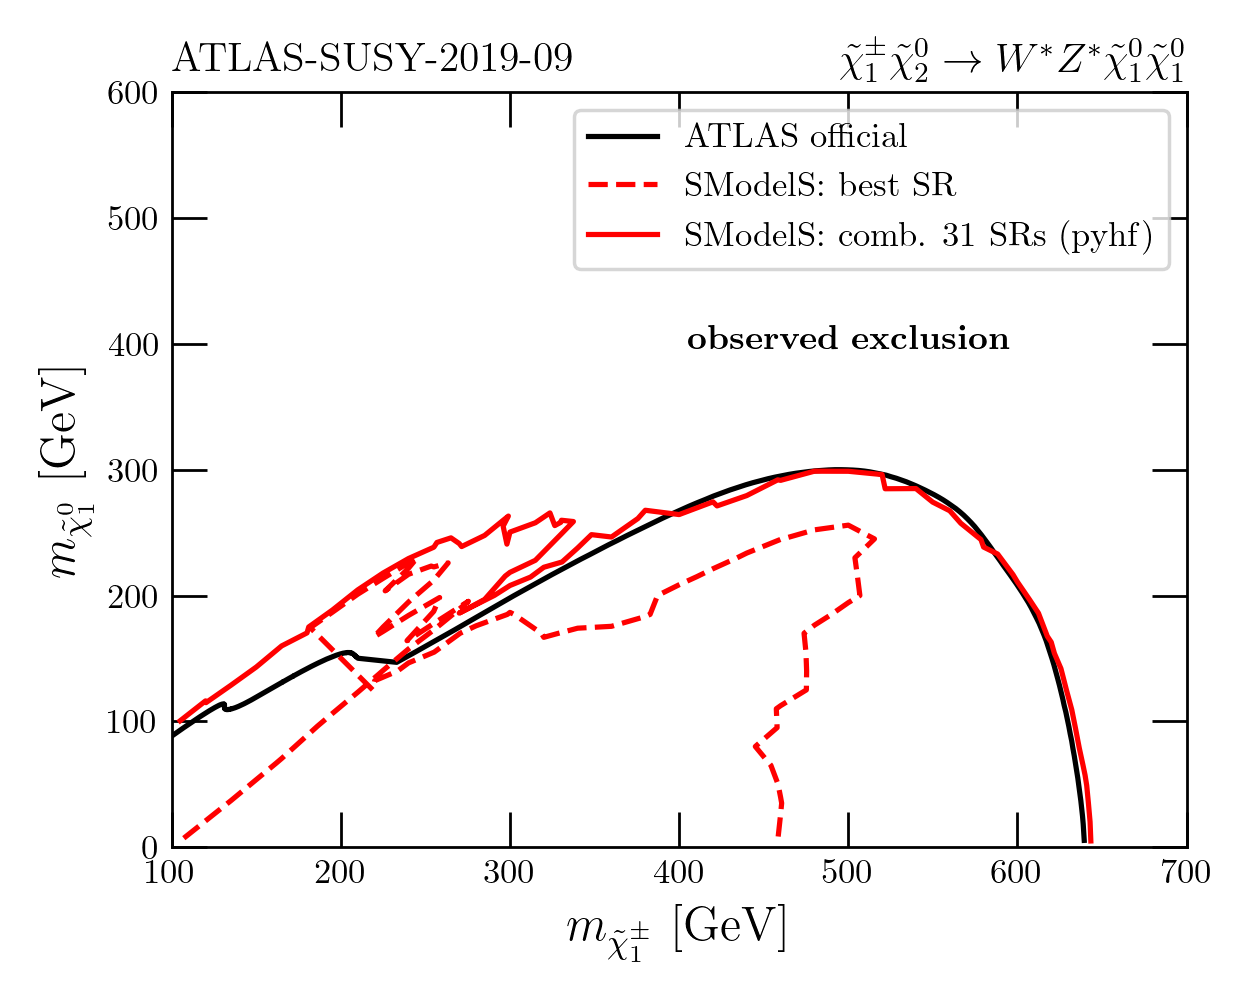 ATLAS-SUSY-2019-09
χ̃₁^± χ̃₂⁰ → W*Z*χ̃₁⁰χ̃₁⁰
ATLAS official
SModelS: best SR
SModelS: comb. 31 SRs (pyhf)
observed exclusion
600
500
400
300
200
100
0
m_χ̃₁⁰ [GeV]
100 200 300 400 500 600 700
m_χ̃₁^± [GeV]